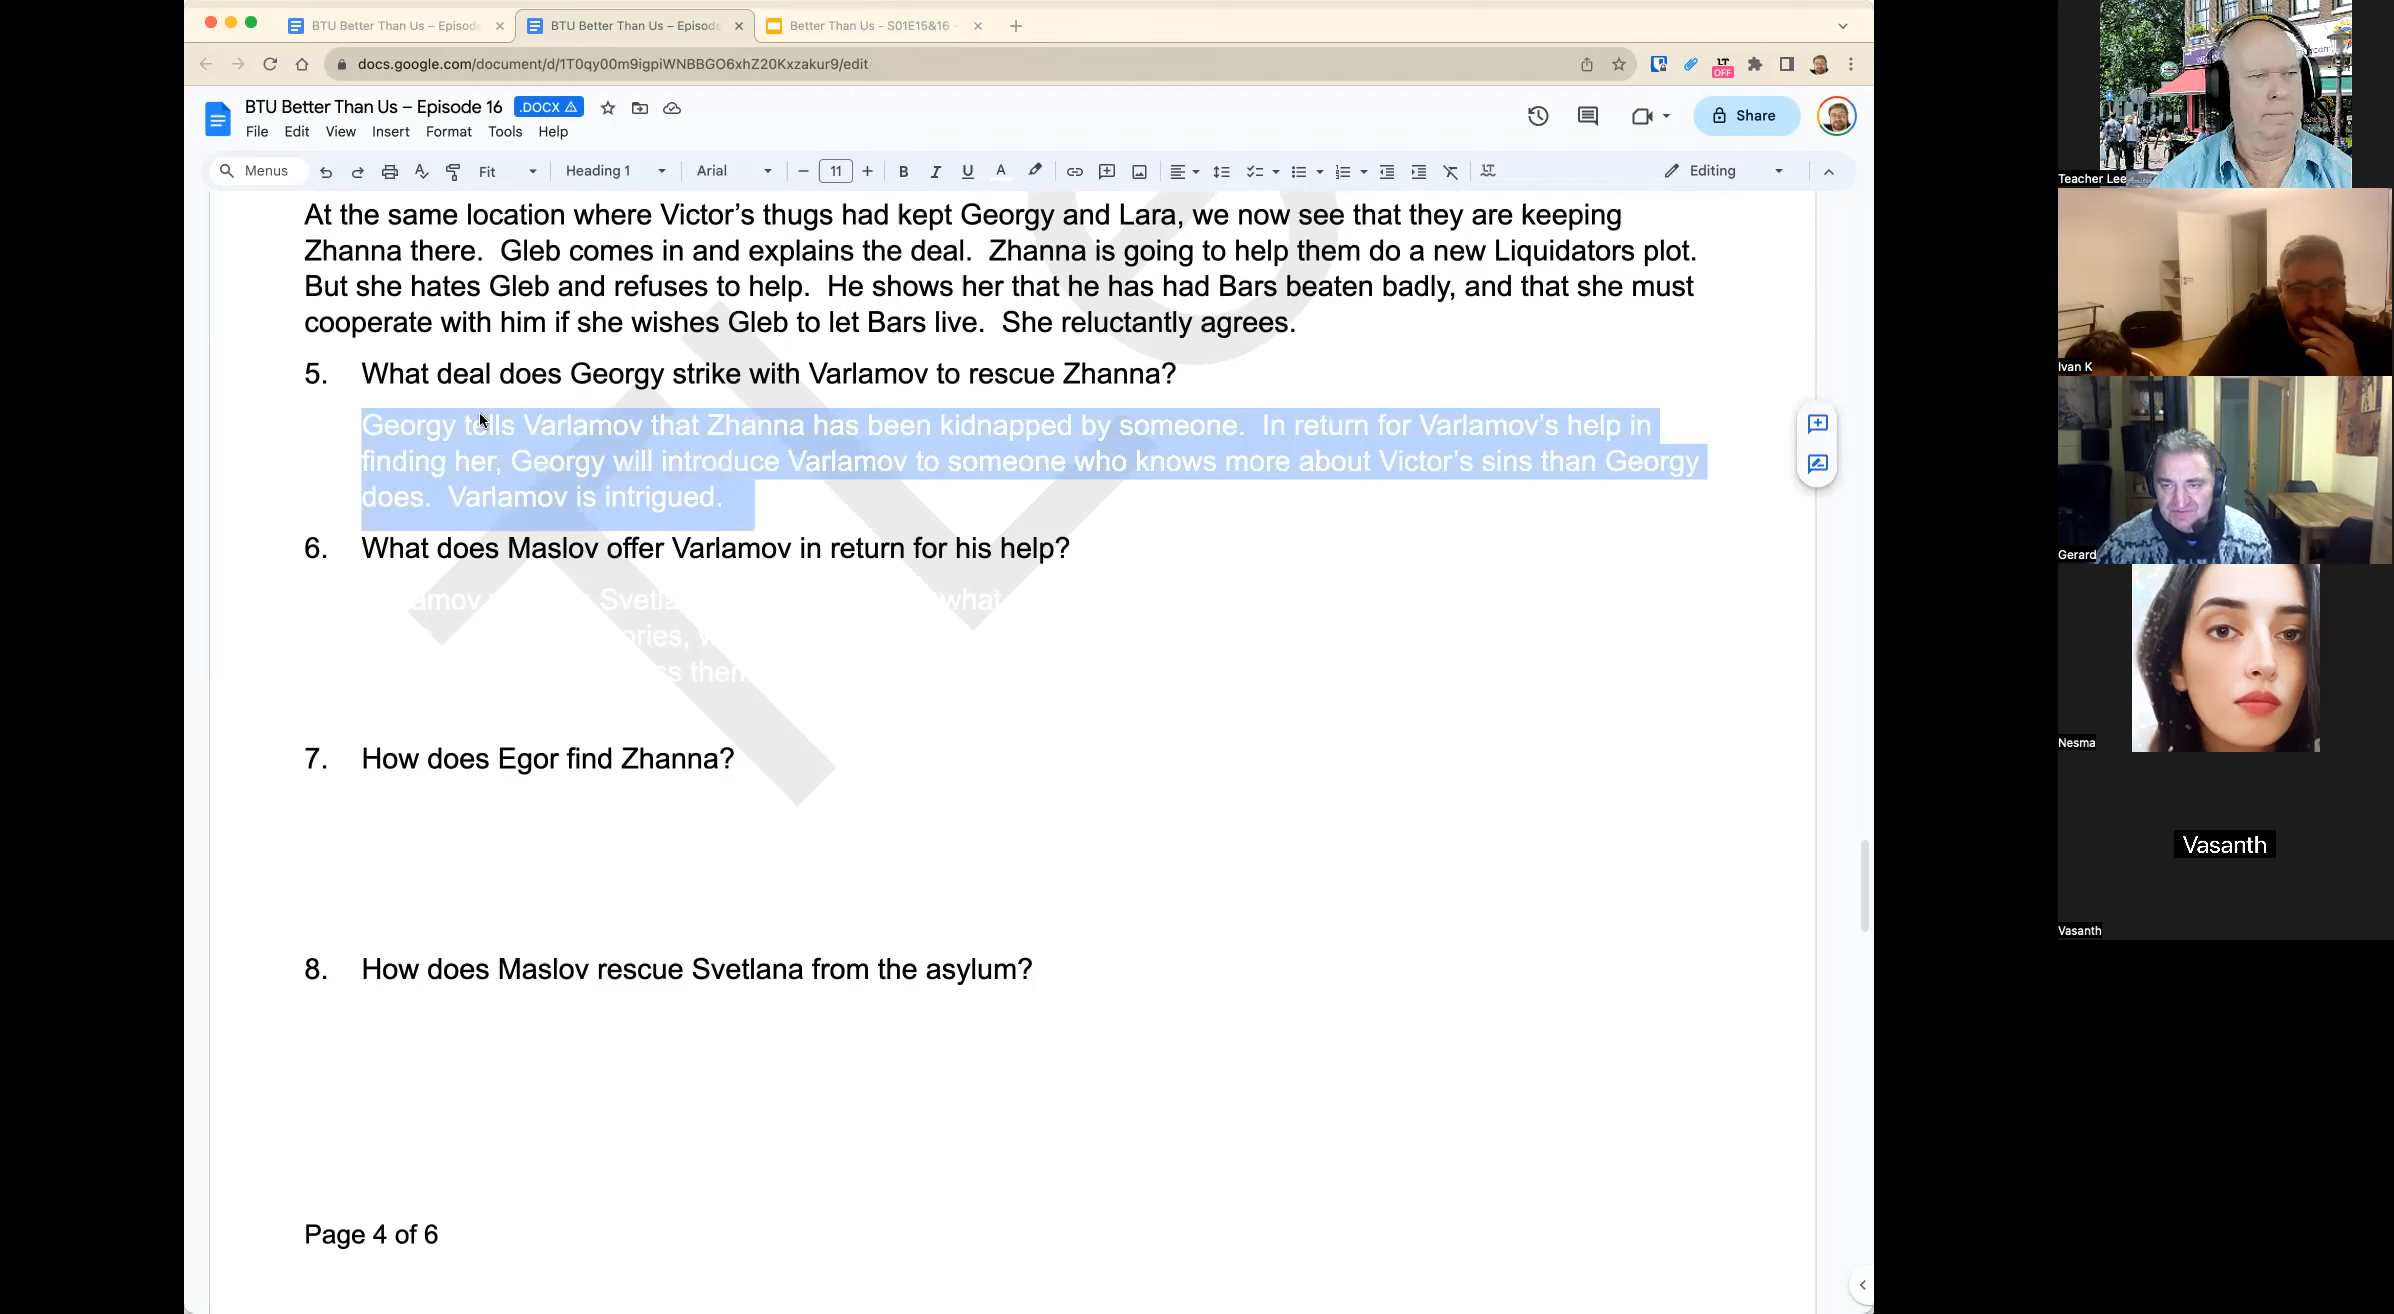 BTU Better Than Us – Episode
BTU Better Than Us – Episode
Better Than Us - S01E15&16 -
docs.google.com/document/d/1T0qy00m9igpiWNBBGO6xhZ20Kxzakur9/edit
LT
OFF
BTU Better Than Us – Episode 16 .DOCX
File Edit View Insert Format Tools Help
Share
Menus Fit Heading 1 Arial 11 B I U A LT Editing
At the same location where Victor’s thugs had kept Georgy and Lara, we now see that they are keeping
Zhanna there. Gleb comes in and explains the deal. Zhanna is going to help them do a new Liquidators plot.
But she hates Gleb and refuses to help. He shows her that he has had Bars beaten badly, and that she must
cooperate with him if she wishes Gleb to let Bars live. She reluctantly agrees.
5. What deal does Georgy strike with Varlamov to rescue Zhanna?
Georgy tells Varlamov that Zhanna has been kidnapped by someone. In return for Varlamov’s help in
finding her, Georgy will introduce Varlamov to someone who knows more about Victor’s sins than Georgy
does. Varlamov is intrigued.
6. What does Maslov offer Varlamov in return for his help?
what
them
7. How does Egor find Zhanna?
8. How does Maslov rescue Svetlana from the asylum?
Page 4 of 6
Teacher Lee
Ivan K
Gerard
Nesma
Vasanth
Vasanth